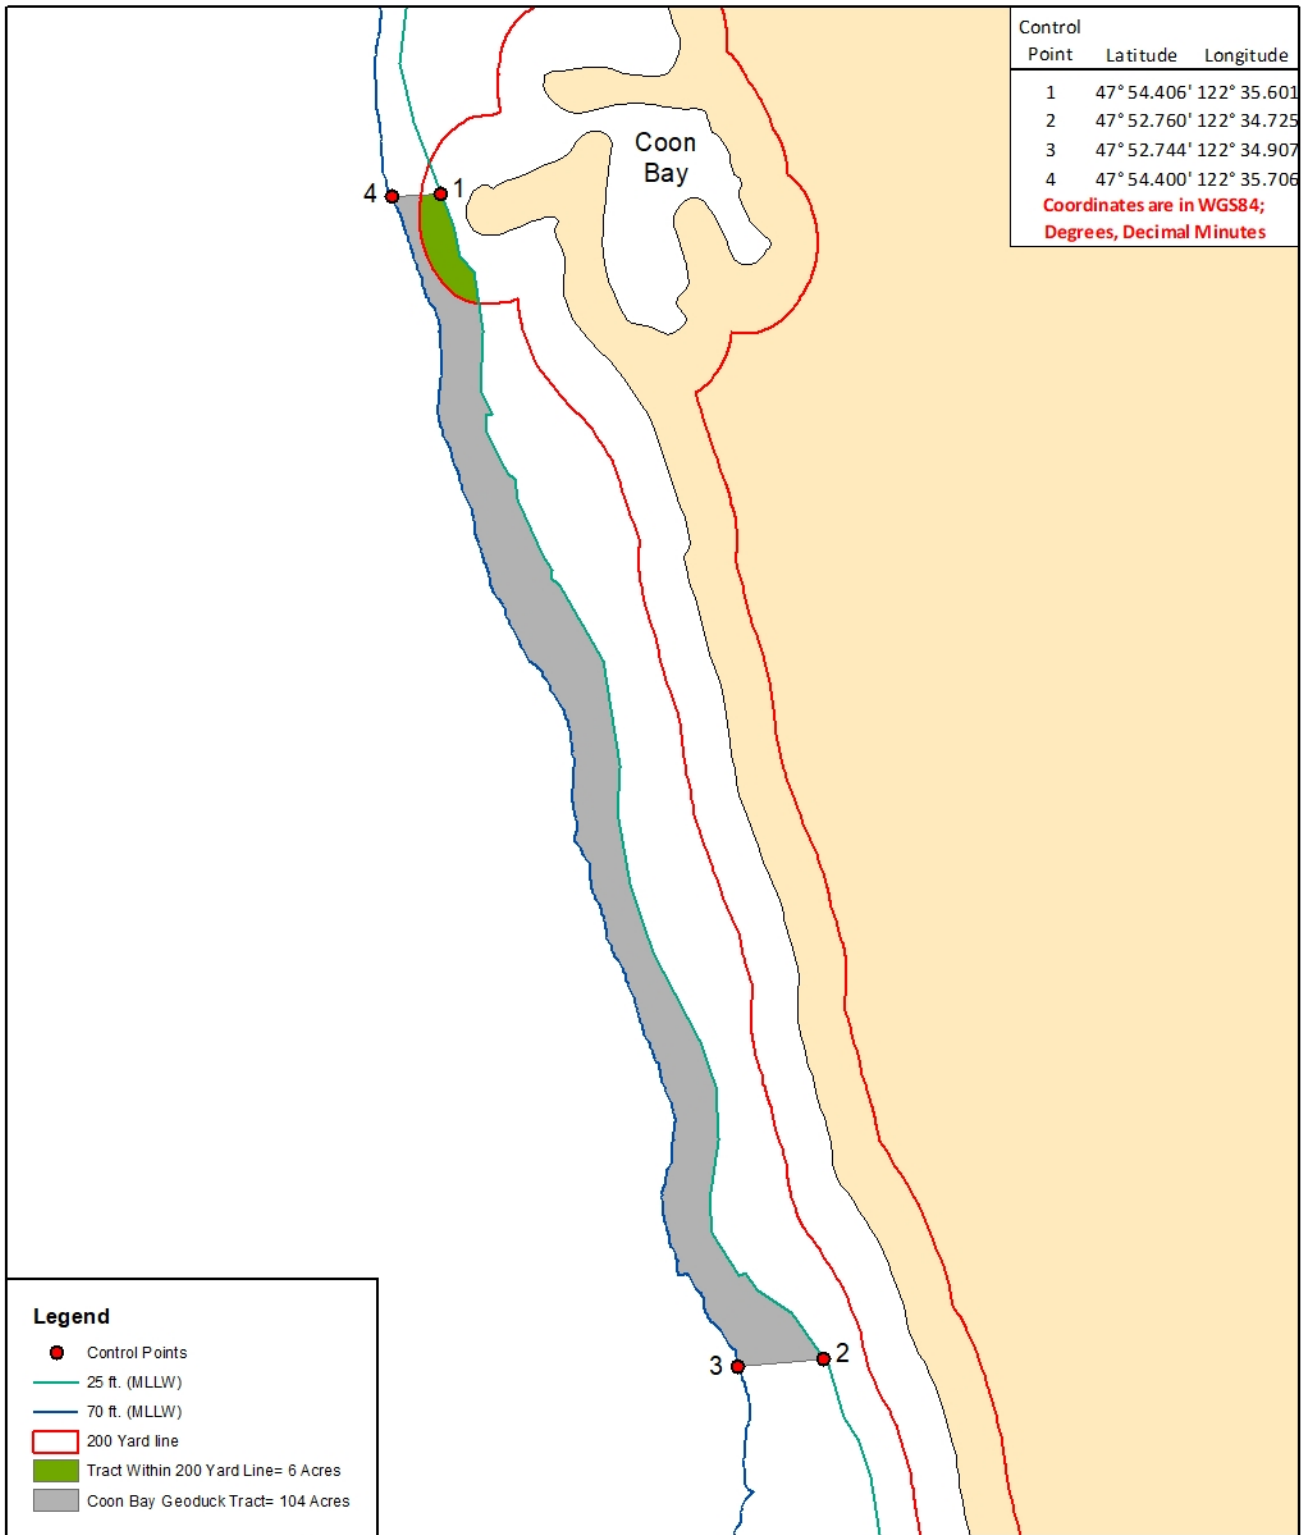 Control
Point Latitude Longitude
1 47° 54.406' 122° 35.601
2 47° 52.760' 122° 34.725
3 47° 52.744' 122° 34.907
4 47° 54.400' 122° 35.706
Coordinates are in WGS84;
Degrees, Decimal Minutes
Coon
Bay
4
1
3
2
Legend
Control Points
25 ft. (MLLW)
70 ft. (MLLW)
200 Yard line
Tract Within 200 Yard Line= 6 Acres
Coon Bay Geoduck Tract= 104 Acres